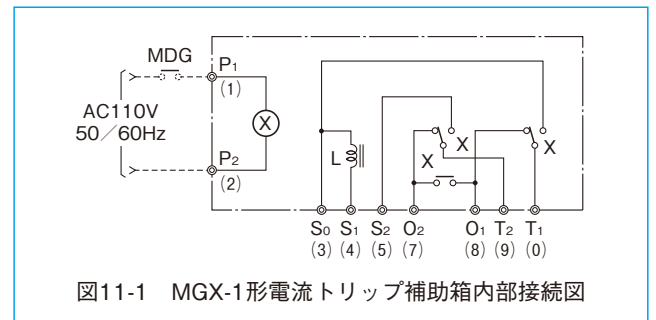 MDG
P1
(1)
AC110V
50/60Hz
X
P2
(2)
L
X
X
S0 S1 S2 O2 O1 T2 T1
(3) (4) (5) (7) (8) (9) (0)
図11-1 MGX-1形電流トリップ補助箱内部接続図